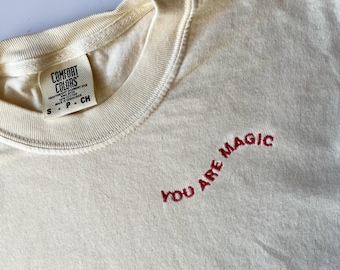 COMFORT
COLORS
S - P - CH
YOU ARE MAGIC